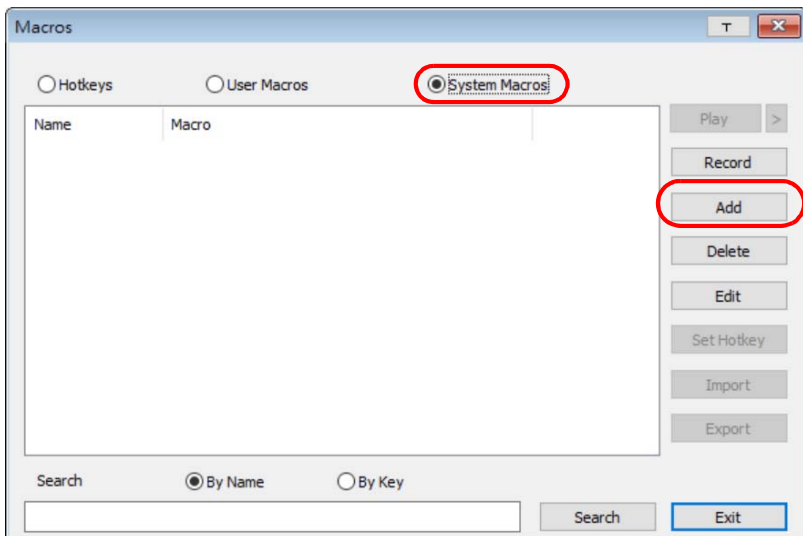 Macros T
Hotkeys User Macros System Macros
Name Macro
Play >
Record
Add
Delete
Edit
Set Hotkey
Import
Export
Search By Name By Key
Search Exit